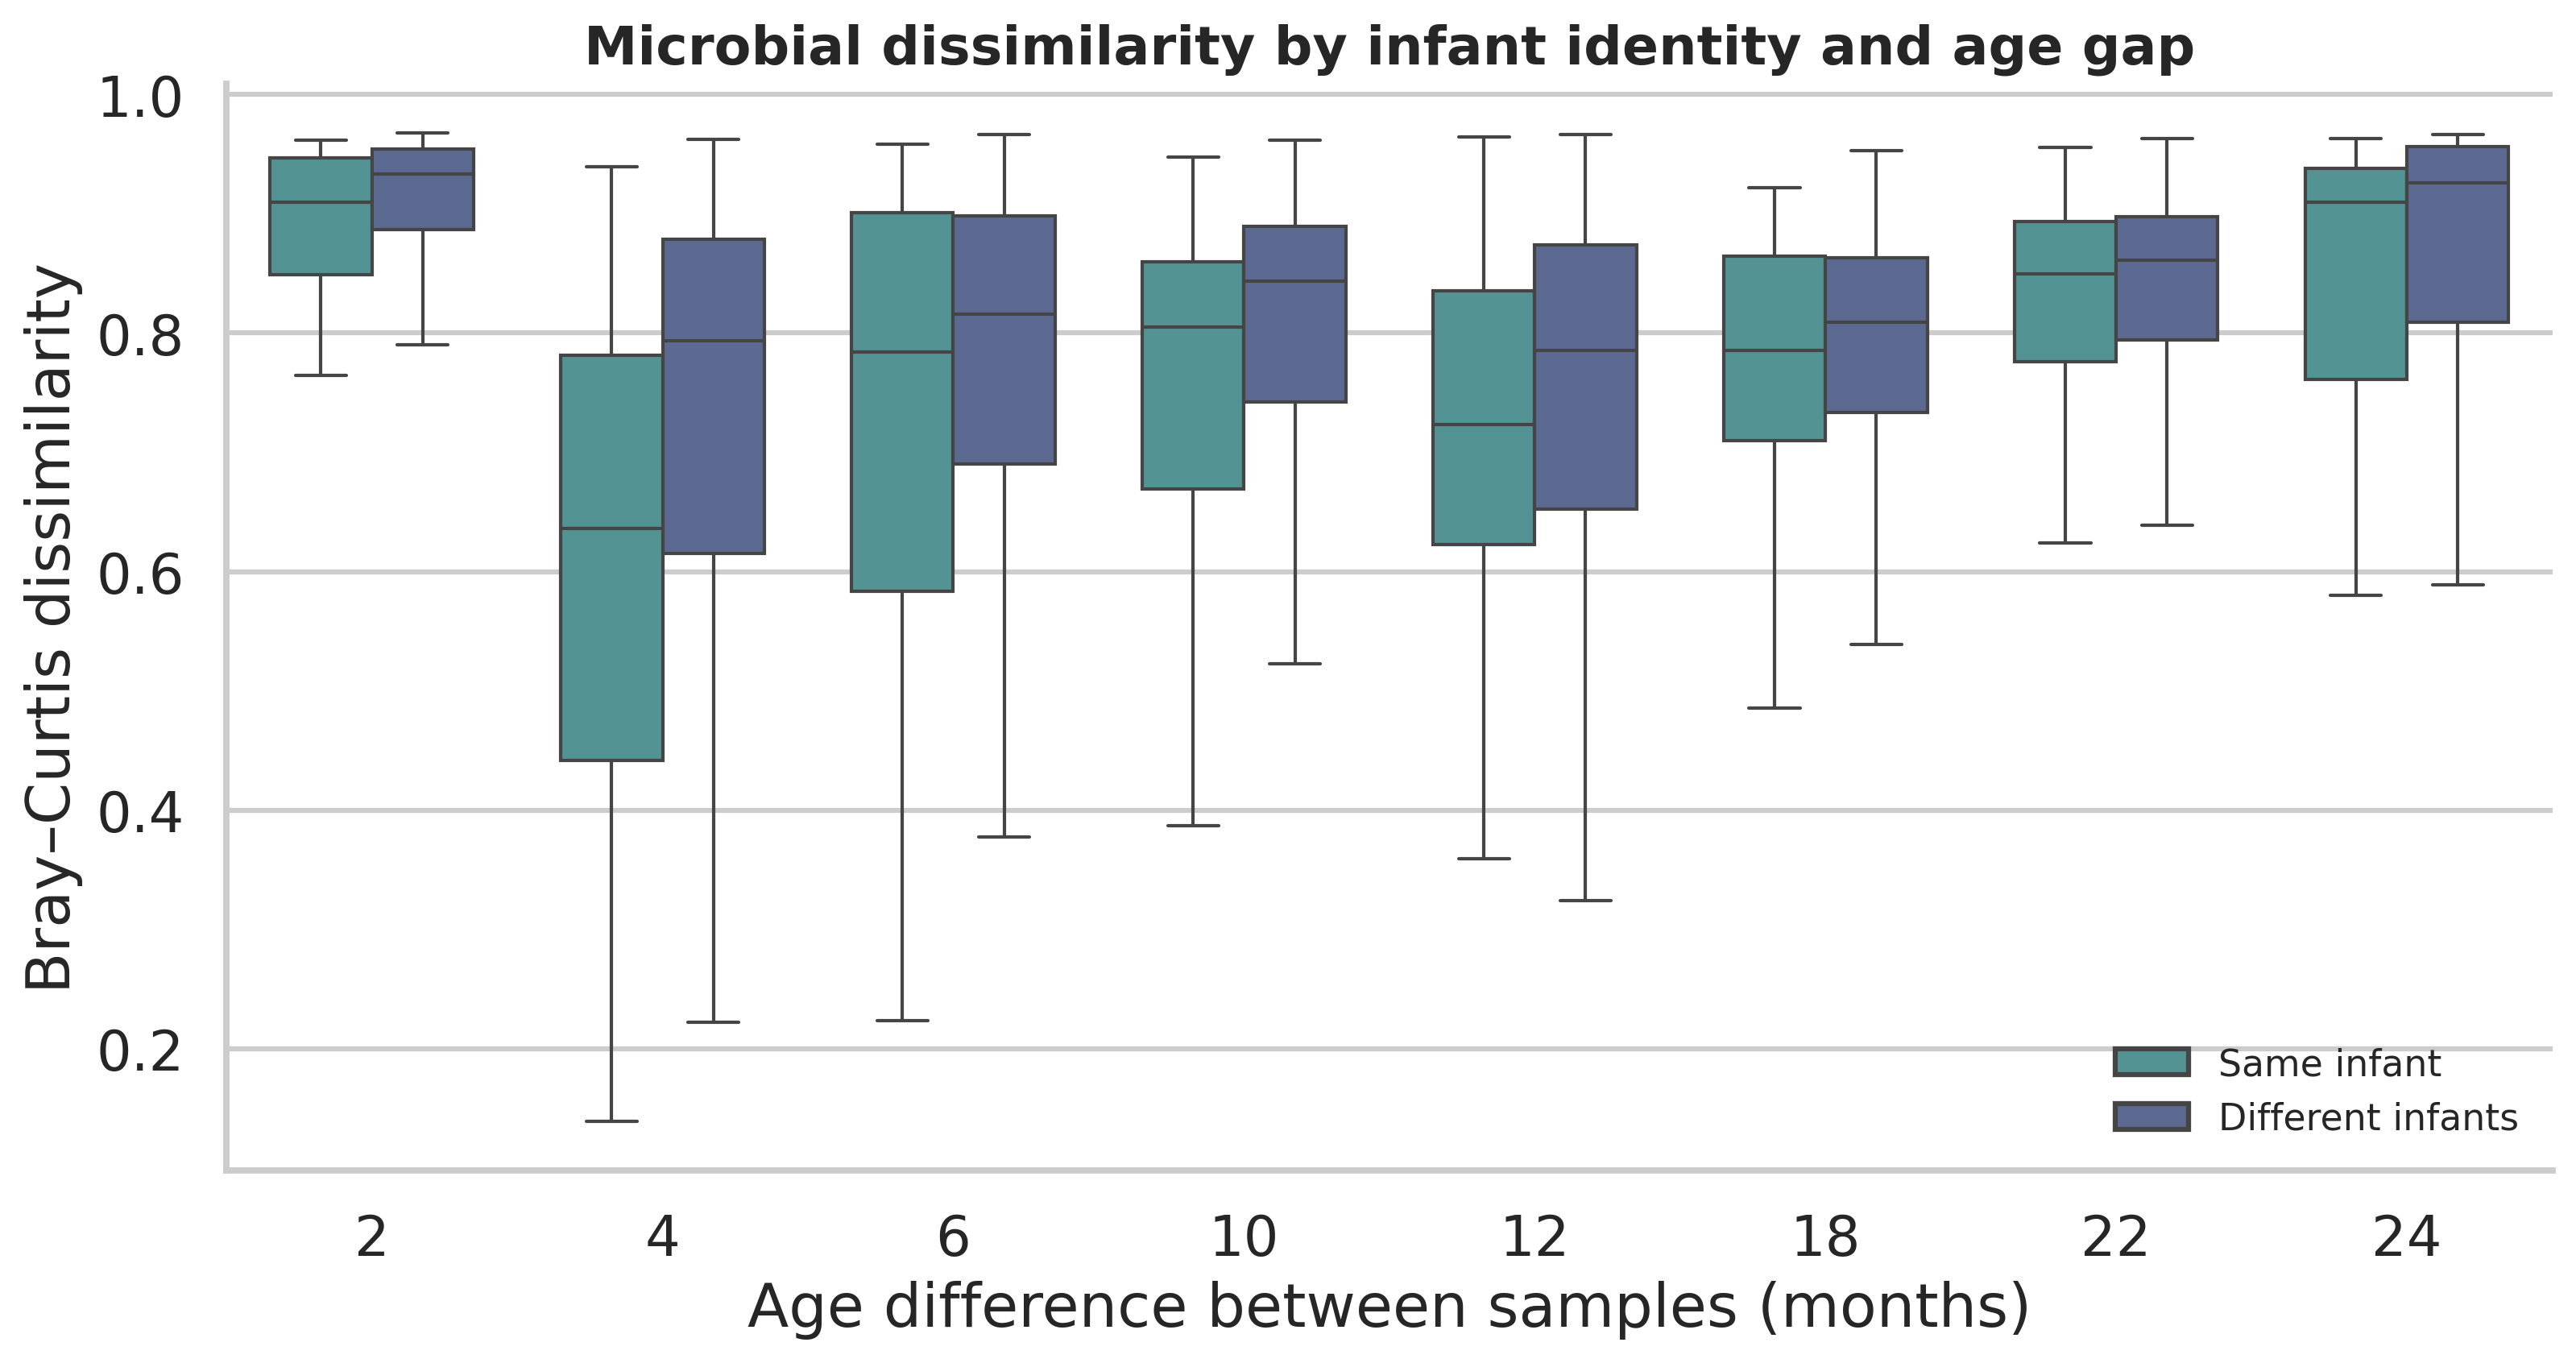 Microbial dissimilarity by infant identity and age gap
Bray–Curtis dissimilarity
1.0
0.8
0.6
0.4
0.2
Same infant
Different infants
2 4 6 10 12 18 22 24
Age difference between samples (months)